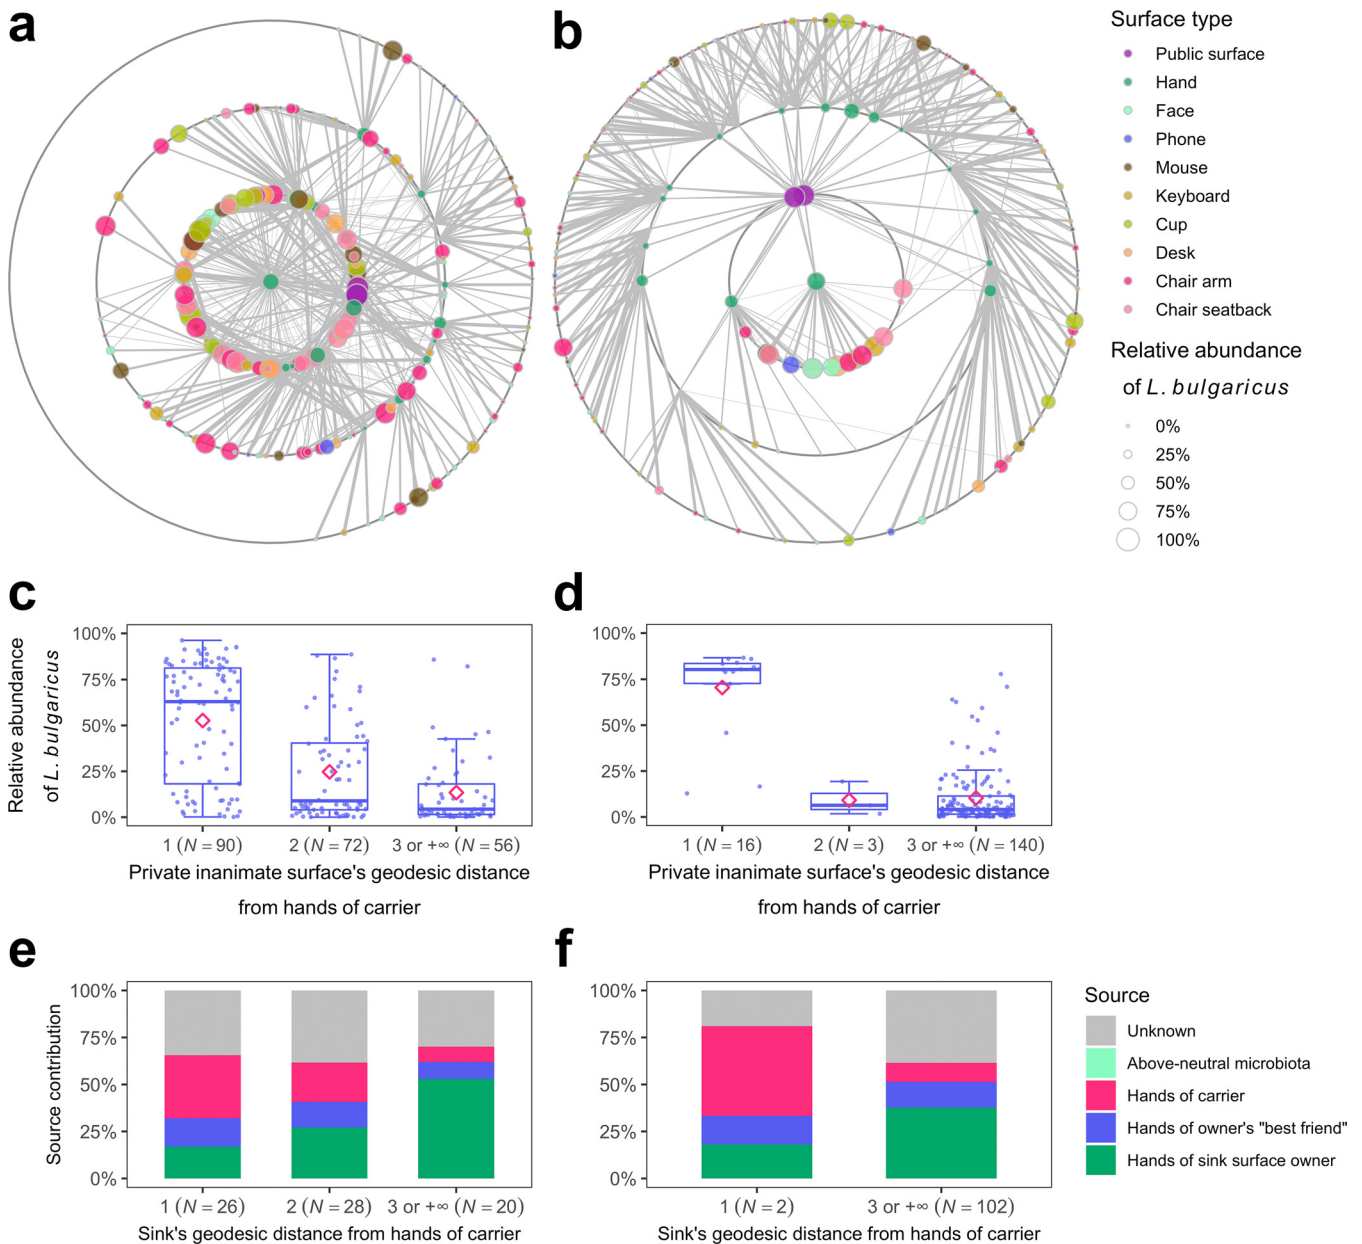 a
b
Surface type
Public surface
Hand
Face
Phone
Mouse
Keyboard
Cup
Desk
Chair arm
Chair seatback
Relative abundance
of L. bulgaricus
0%
25%
50%
75%
100%
c
Relative abundance
of L. bulgaricus
100%
75%
50%
25%
0%
1 (N = 90)
2 (N = 72)
3 or +∞ (N = 56)
Private inanimate surface's geodesic distance
from hands of carrier
d
100%
75%
50%
25%
0%
1 (N = 16)
2 (N = 3)
3 or +∞ (N = 140)
Private inanimate surface's geodesic distance
from hands of carrier
e
Source contribution
100%
75%
50%
25%
0%
1 (N = 26)
2 (N = 28)
3 or +∞ (N = 20)
Sink's geodesic distance from hands of carrier
f
100%
75%
50%
25%
0%
1 (N = 2)
3 or +∞ (N = 102)
Sink's geodesic distance from hands of carrier
Source
Unknown
Above-neutral microbiota
Hands of carrier
Hands of owner's "best friend"
Hands of sink surface owner